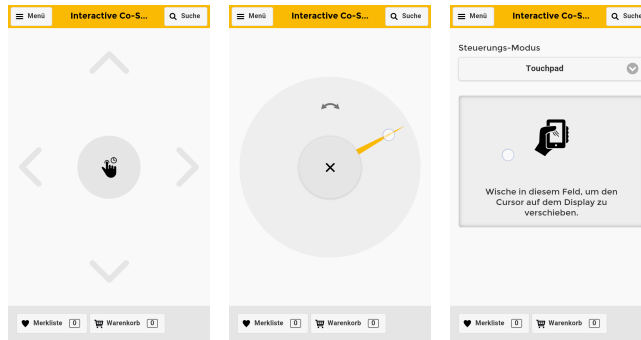 Menü Interactive Co-S... Suche
Merkliste 0 Warenkorb 0
Menü Interactive Co-S... Suche
Merkliste 0 Warenkorb 0
Menü Interactive Co-S... Suche
Steuerungs-Modus
Touchpad
Wische in diesem Feld, um den
Cursor auf dem Display zu
verschieben.
Merkliste 0 Warenkorb 0